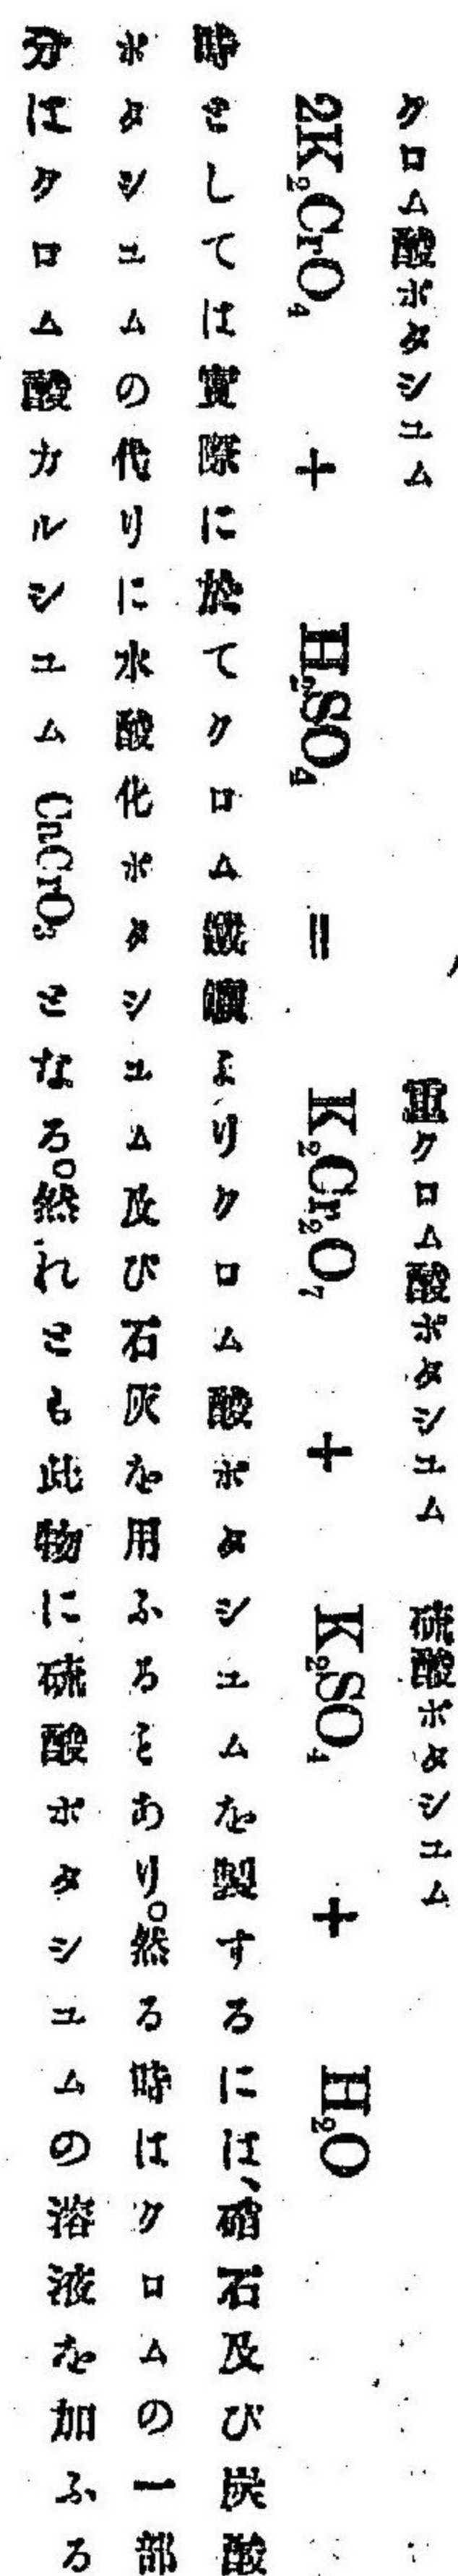 クロム酸ポタシユム　重クロム酸ポタシユム　硫酸ポタシユム
2K₂CrO₄ + H₂SO₄ = K₂Cr₂O₇ + K₂SO₄ + H₂O
時としては實際に於てクロム鐵鑛よりクロム酸ポタシユムを製するには、硝石及び炭酸
ポタシユムの代りに水酸化ポタシユム及び石灰を用ふるあり。然る時はクロムの一部
分はクロム酸カルシユムとなる。然れとも此物に硫酸ポタシユムの溶液を加ふる